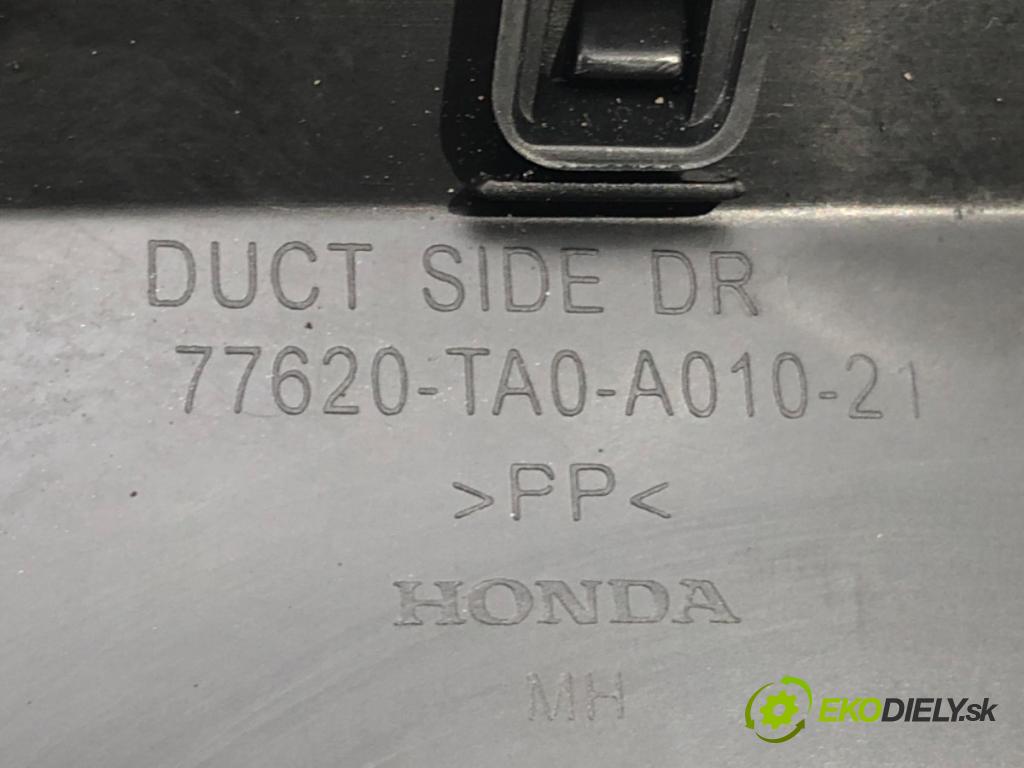 DUCT SIDE DR
77620-TA0-A010-21
>PP<
HONDA
MH
EKODIELY.sk